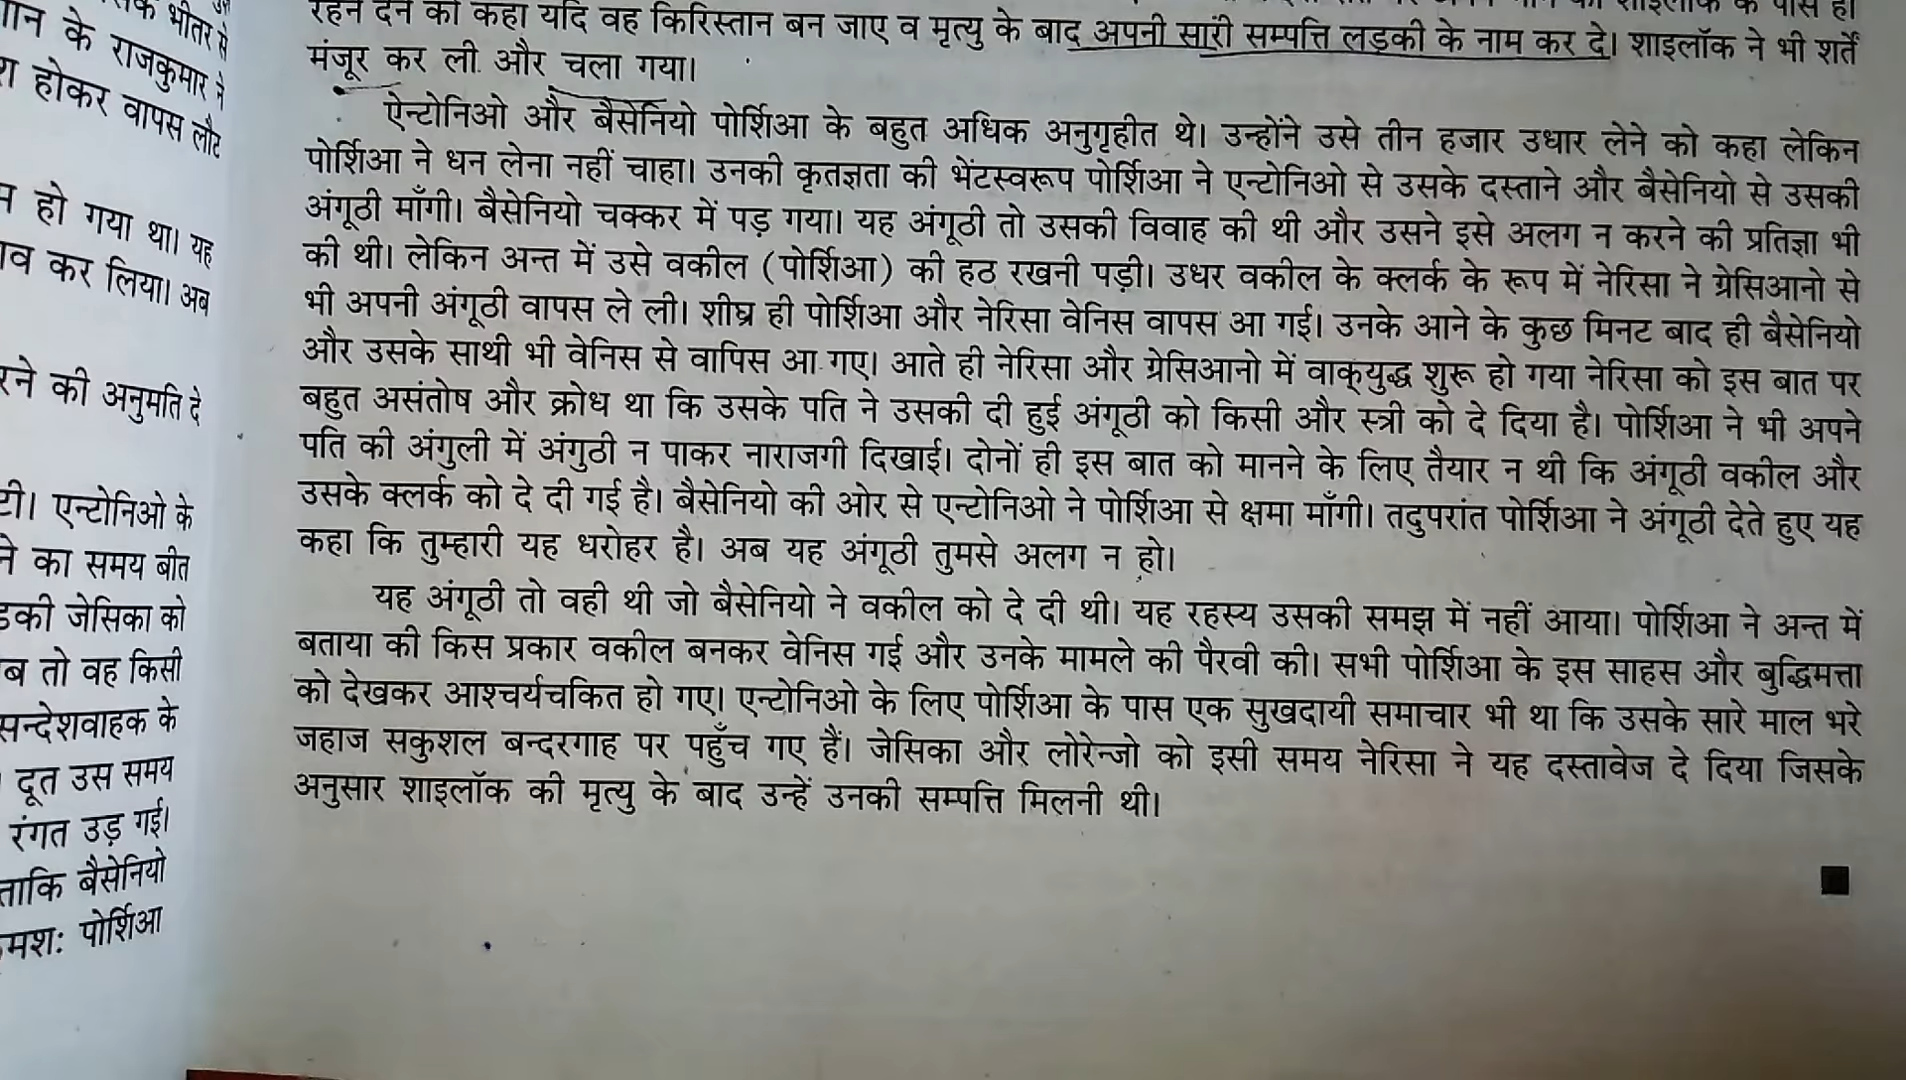 तक भीतर से
गान के राजकुमार ने
होकर वापस लौट
हो गया था। यह
कर लिया। अब
रने की अनुमति दे
टी। एन्टोनिओ के
ने का समय बीत
ड़की जेसिका को
ब तो वह किसी
सन्देशवाहक के
दूत उस समय
रंगत उड़ गई।
ताकि बैसेनियो
मशः पोर्शिआ
रहने देने को कहा यदि वह किरिस्तान बन जाए व मृत्यु के बाद अपनी सारी सम्पत्ति लड़की के नाम कर दे। शाइलॉक ने भी शर्तें
मंजूर कर ली और चला गया।
ऐन्टोनिओ और बैसेनियो पोर्शिआ के बहुत अधिक अनुगृहीत थे। उन्होंने उसे तीन हजार उधार लेने को कहा लेकिन
पोर्शिआ ने धन लेना नहीं चाहा। उनकी कृतज्ञता की भेंटस्वरूप पोर्शिआ ने एन्टोनिओ से उसके दस्ताने और बैसेनियो से उसकी
अंगूठी माँगी। बैसेनियो चक्कर में पड़ गया। यह अंगूठी तो उसकी विवाह की थी और उसने इसे अलग न करने की प्रतिज्ञा भी
की थी। लेकिन अन्त में उसे वकील (पोर्शिआ) की हठ रखनी पड़ी। उधर वकील के क्लर्क के रूप में नेरिसा ने ग्रेसिआनो से
भी अपनी अंगूठी वापस ले ली। शीघ्र ही पोर्शिआ और नेरिसा वेनिस वापस आ गई। उनके आने के कुछ मिनट बाद ही बैसेनियो
और उसके साथी भी वेनिस से वापिस आ गए। आते ही नेरिसा और ग्रेसिआनो में वाक्‌युद्ध शुरू हो गया नेरिसा को इस बात पर
बहुत असंतोष और क्रोध था कि उसके पति ने उसकी दी हुई अंगूठी को किसी और स्त्री को दे दिया है। पोर्शिआ ने भी अपने
पति की अंगुली में अंगुठी न पाकर नाराजगी दिखाई। दोनों ही इस बात को मानने के लिए तैयार न थी कि अंगूठी वकील और
उसके क्लर्क को दे दी गई है। बैसेनियो की ओर से एन्टोनिओ ने पोर्शिआ से क्षमा माँगी। तदुपरांत पोर्शिआ ने अंगूठी देते हुए यह
कहा कि तुम्हारी यह धरोहर है। अब यह अंगूठी तुमसे अलग न हो।
यह अंगूठी तो वही थी जो बैसेनियो ने वकील को दे दी थी। यह रहस्य उसकी समझ में नहीं आया। पोर्शिआ ने अन्त में
बताया की किस प्रकार वकील बनकर वेनिस गई और उनके मामले की पैरवी की। सभी पोर्शिआ के इस साहस और बुद्धिमत्ता
को देखकर आश्चर्यचकित हो गए। एन्टोनिओ के लिए पोर्शिआ के पास एक सुखदायी समाचार भी था कि उसके सारे माल भरे
जहाज सकुशल बन्दरगाह पर पहुँच गए हैं। जेसिका और लोरेन्जो को इसी समय नेरिसा ने यह दस्तावेज दे दिया जिसके
अनुसार शाइलॉक की मृत्यु के बाद उन्हें उनकी सम्पत्ति मिलनी थी।